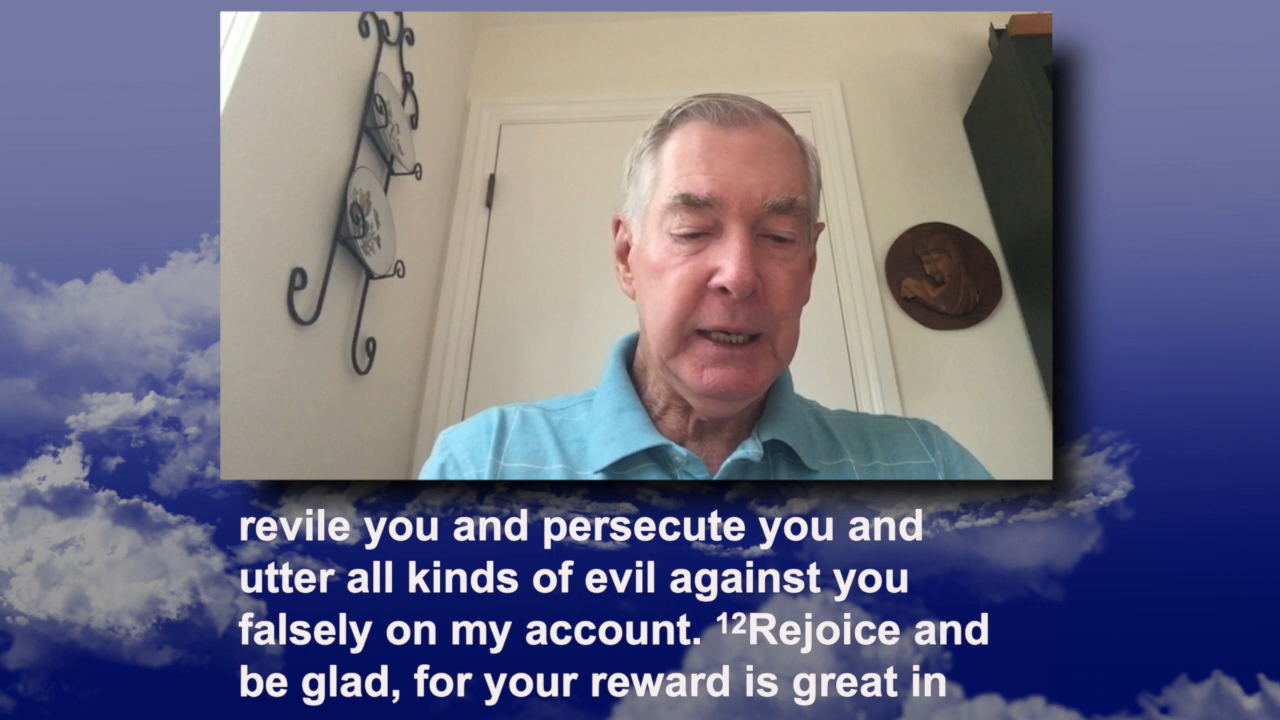 revile you and persecute you and
utter all kinds of evil against you
falsely on my account. ¹²Rejoice and
be glad, for your reward is great in